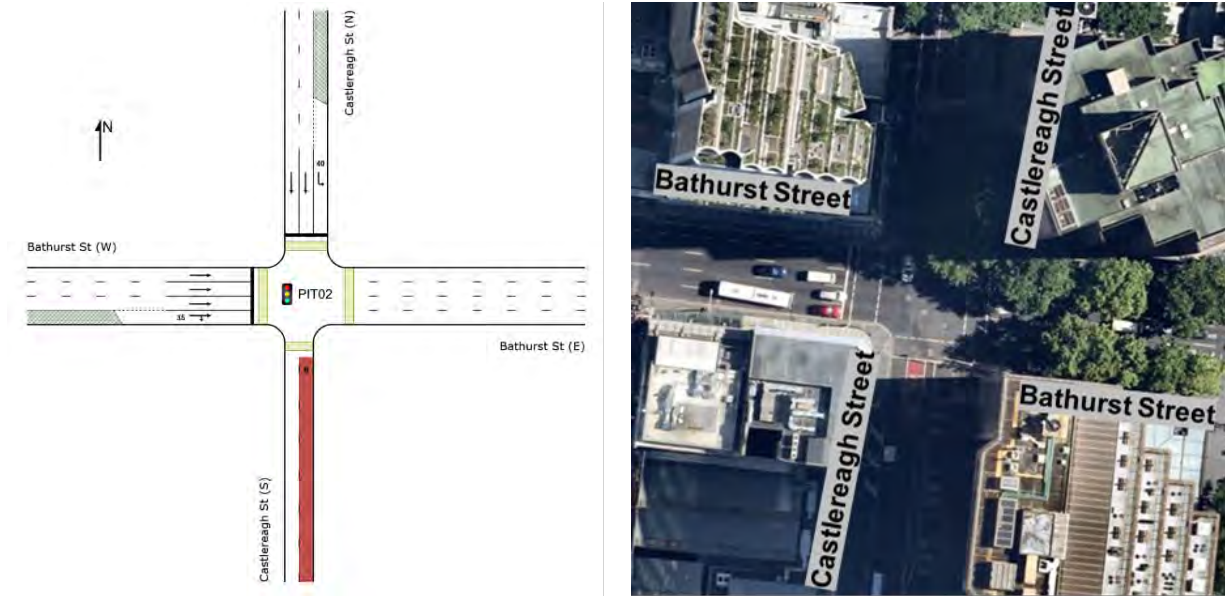 Castlereagh St (N)
N
40
Bathurst St (W)
PIT02
35
Bathurst St (E)
Castlereagh St (S)
Castlereagh Street
Bathurst Street
Castlereagh Street
Bathurst Street